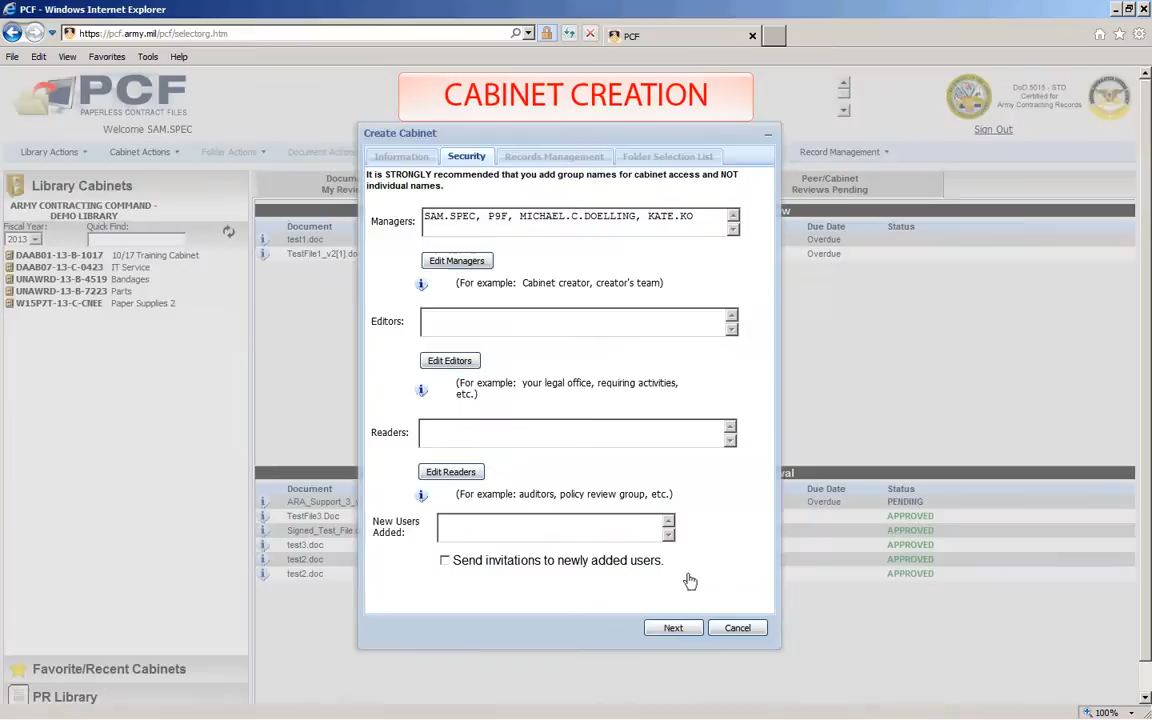 PCF - Windows Internet Explorer
https://pcf.army.mil/pcf/selectorg.htm
PCF
File Edit View Favorites Tools Help
PCF
PAPERLESS CONTRACT FILES
Welcome SAM.SPEC
CABINET CREATION
DoD 5015 - STD
Certified for
Army Contracting Records
Sign Out
Library Actions Cabinet Actions Folder Actions Document Record Management
Create Cabinet
Information Security Records Management Folder Selection List
It is STRONGLY recommended that you add group names for cabinet access and NOT
individual names.
Managers: SAM.SPEC, P9F, MICHAEL.C.DOELLING, KATE.KO
Edit Managers
(For example: Cabinet creator, creator's team)
Editors:
Edit Editors
(For example: your legal office, requiring activities,
etc.)
Readers:
Edit Readers
(For example: auditors, policy review group, etc.)
New Users
Added:
Send invitations to newly added users.
Next Cancel
Library Cabinets
ARMY CONTRACTING COMMAND -
DEMO LIBRARY
Fiscal Year: Quick Find:
2013
DAAB01-13-B-1017 10/17 Training Cabinet
DAAB07-13-C-0423 IT Service
UNAWRD-13-B-4519 Bandages
UNAWRD-13-B-7223 Parts
W15P7T-13-C-CNEE Paper Supplies 2
Favorite/Recent Cabinets
PR Library
My Rev
Peer/Cabinet
Reviews Pending
Document Due Date Status
test1.doc Overdue
TestFile1_v2[1].do Overdue
Document Due Date Status
ARA_Support_3_ Overdue PENDING
TestFile3.Doc APPROVED
Signed_Test_File.d APPROVED
test3.doc APPROVED
test2.doc APPROVED
test2.doc APPROVED
100%